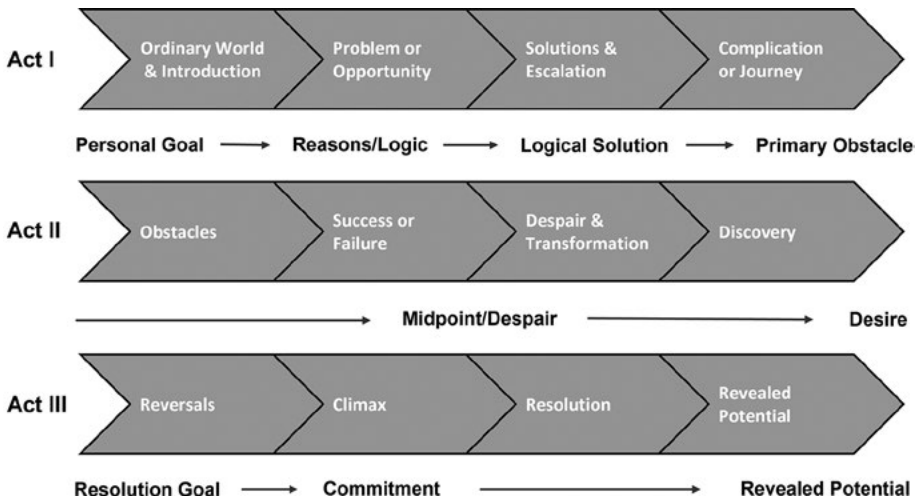 Act I
Ordinary World
& Introduction
Problem or
Opportunity
Solutions &
Escalation
Complication
or Journey
Personal Goal
Reasons/Logic
Logical Solution
Primary Obstacle
Act II
Obstacles
Success or
Failure
Despair &
Transformation
Discovery
Midpoint/Despair
Desire
Act III
Reversals
Climax
Resolution
Revealed
Potential
Resolution Goal
Commitment
Revealed Potential